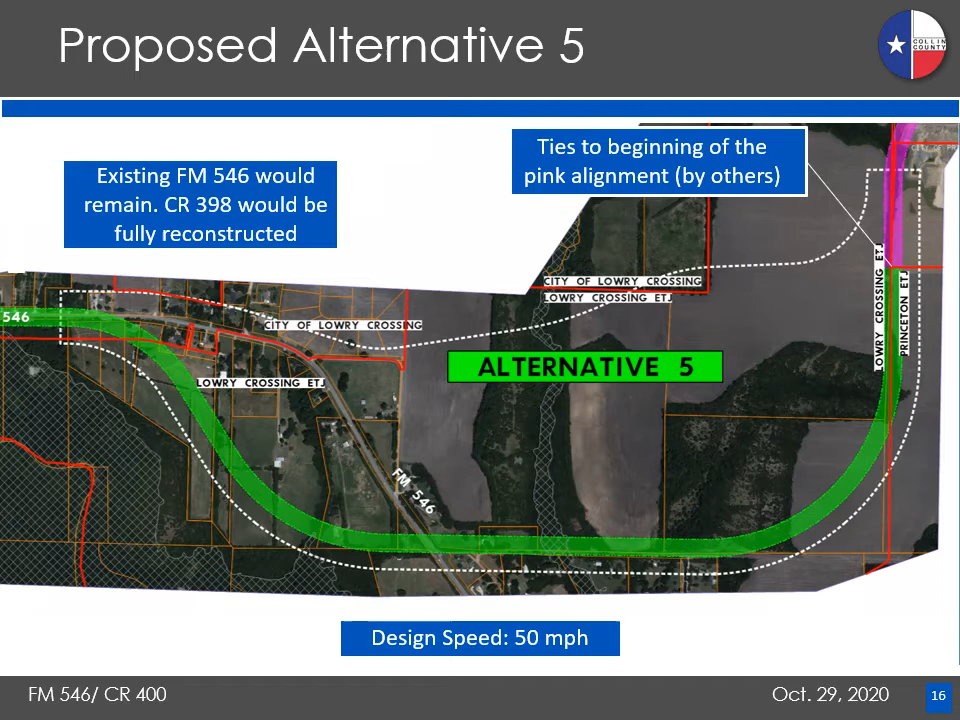 Proposed Alternative 5
COLLIN
COUNTY
Existing FM 546 would
remain. CR 398 would be
fully reconstructed
Ties to beginning of the
pink alignment (by others)
CITY OF PR
546
CITY OF LOWRY CROSSING
CITY OF LOWRY CROSSING
LOWRY CROSSING ETJ
LOWRY CROSSING ETJ
PRINCETON ETJ
ALTERNATIVE 5
LOWRY CROSSING ETJ
FM 546
Design Speed: 50 mph
FM 546/ CR 400
Oct. 29, 2020
16